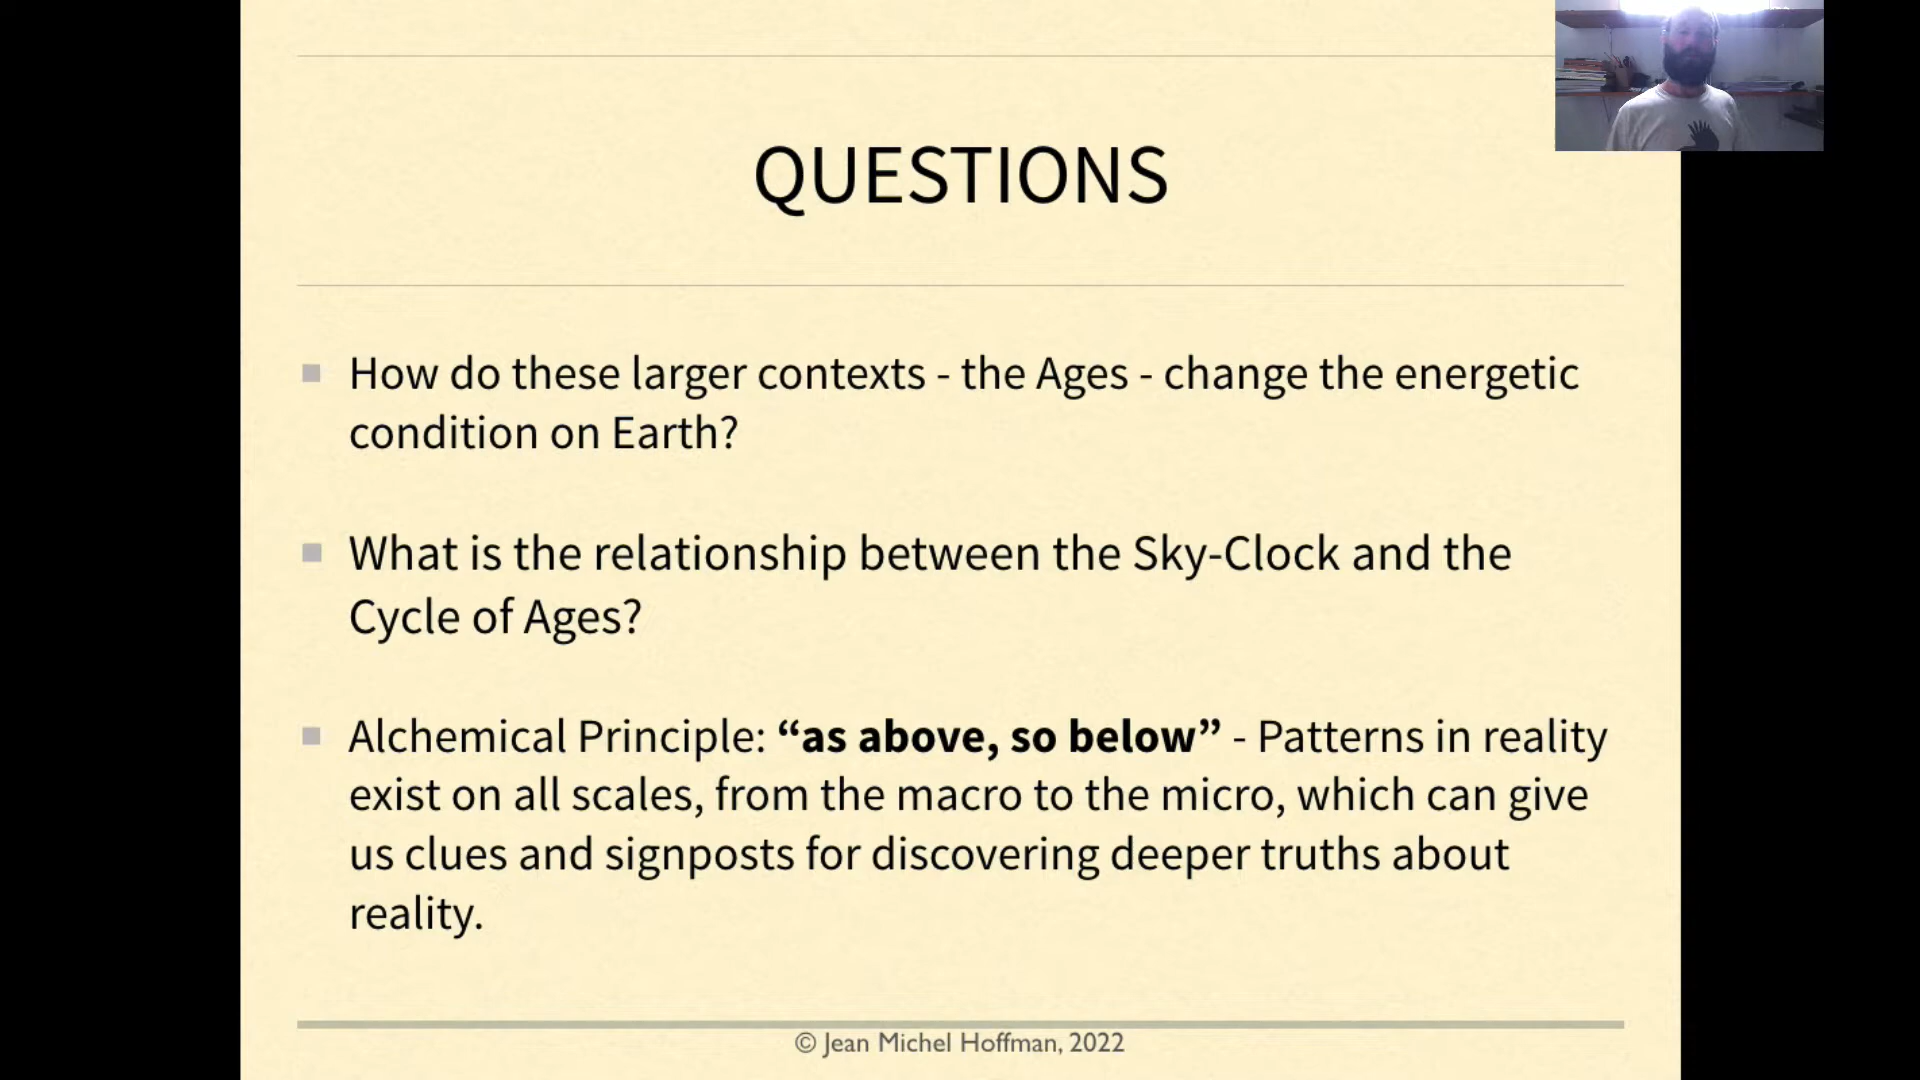 QUESTIONS
How do these larger contexts - the Ages - change the energetic
condition on Earth?
What is the relationship between the Sky-Clock and the
Cycle of Ages?
Alchemical Principle: “as above, so below” - Patterns in reality
exist on all scales, from the macro to the micro, which can give
us clues and signposts for discovering deeper truths about
reality.
© Jean Michel Hoffman, 2022